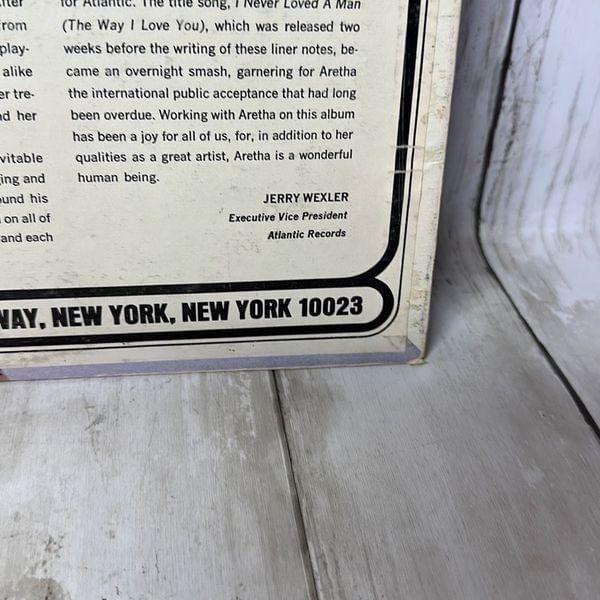 rom
play-
alike
er tre-
nd her
vitable
ing and
und his
on all of
and each
for Atlantic. The title song, I Never Loved A Man
(The Way I Love You), which was released two
weeks before the writing of these liner notes, be-
came an overnight smash, garnering for Aretha
the international public acceptance that had long
been overdue. Working with Aretha on this album
has been a joy for all of us, for, in addition to her
qualities as a great artist, Aretha is a wonderful
human being.
JERRY WEXLER
Executive Vice President
Atlantic Records
WAY, NEW YORK, NEW YORK 10023